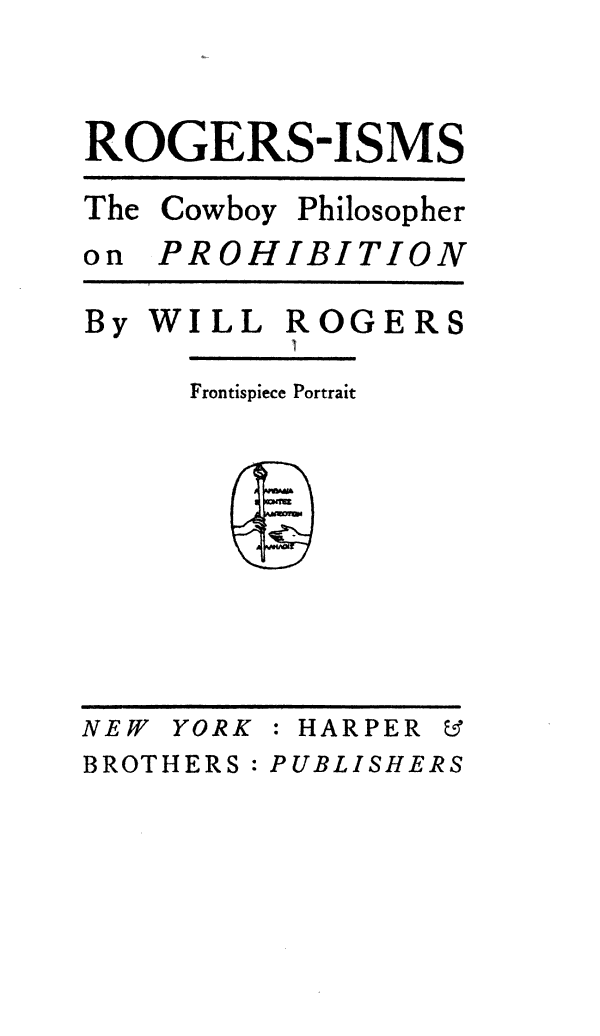 ROGERS-ISMS
The Cowboy Philosopher
on PROHIBITION
By WILL ROGERS
Frontispiece Portrait
NEW YORK : HARPER &
BROTHERS : PUBLISHERS